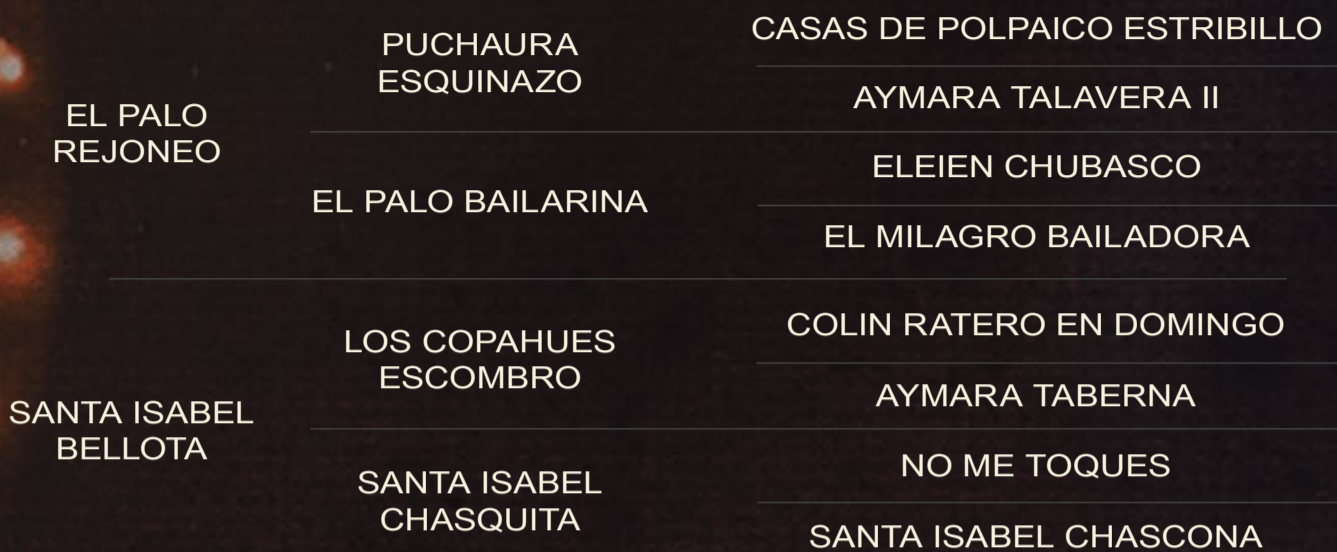 EL PALO
REJONEO
PUCHAURA
ESQUINAZO
CASAS DE POLPAICO ESTRIBILLO
AYMARA TALAVERA II
EL PALO BAILARINA
ELEIEN CHUBASCO
EL MILAGRO BAILADORA
SANTA ISABEL
BELLOTA
LOS COPAHUES
ESCOMBRO
COLIN RATERO EN DOMINGO
AYMARA TABERNA
SANTA ISABEL
CHASQUITA
NO ME TOQUES
SANTA ISABEL CHASCONA